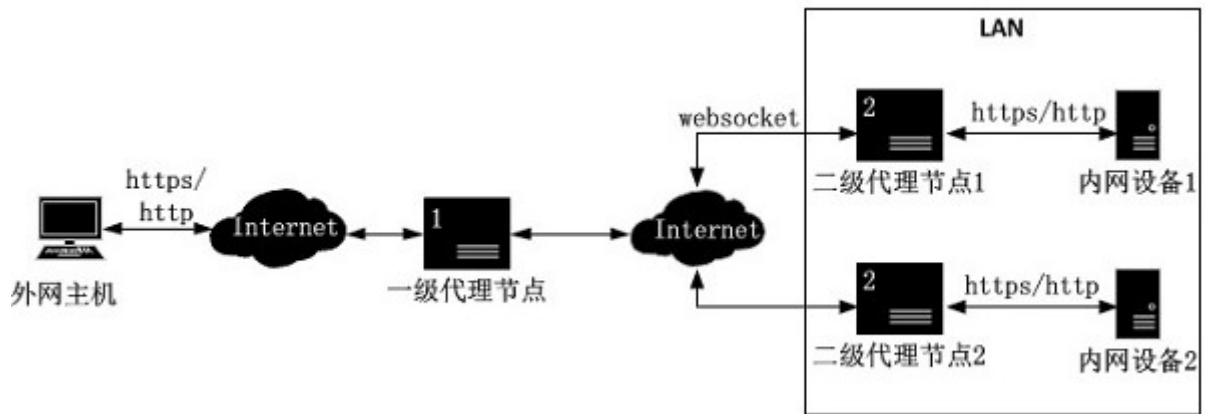 LAN
2
websocket
https/http
二级代理节点1
内网设备1
https/
http
Internet
1
Internet
外网主机
一级代理节点
2
https/http
二级代理节点2
内网设备2